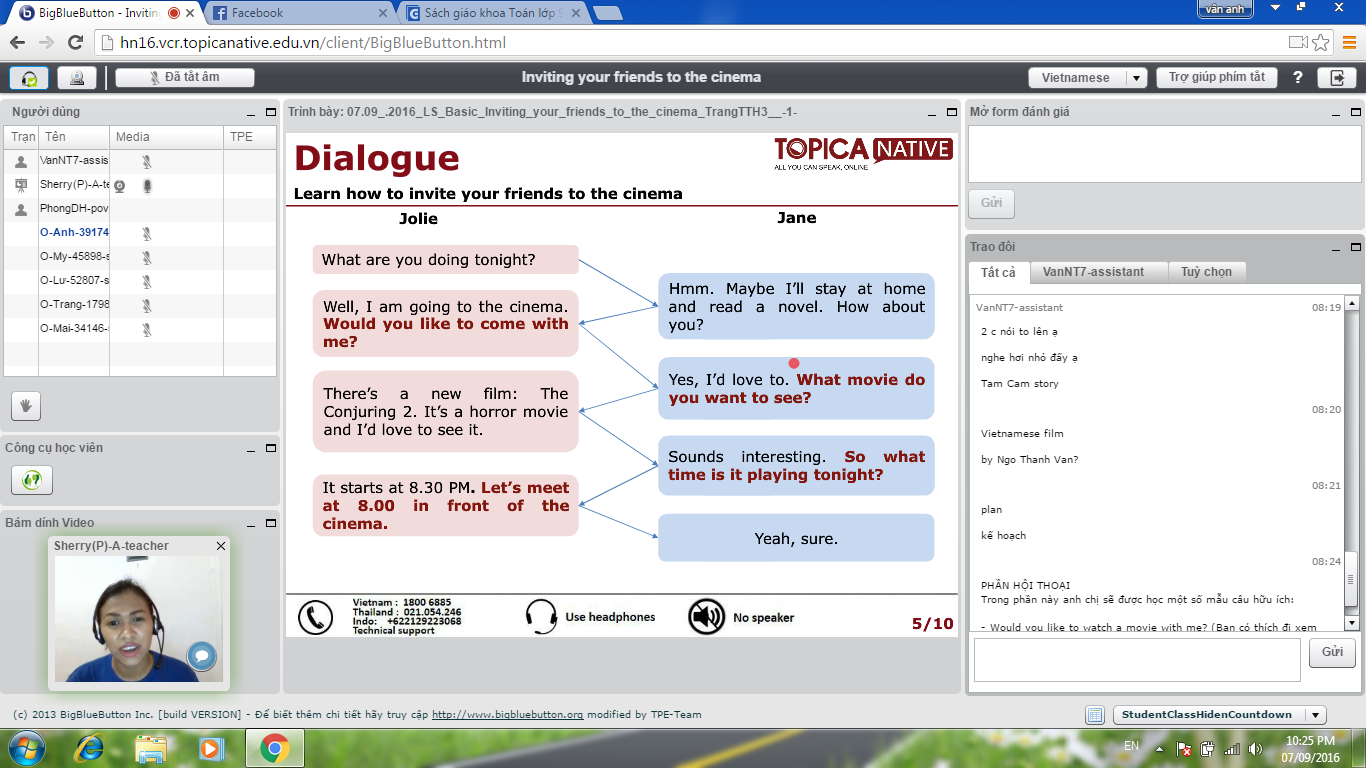 BigBlueButton - Inviting
Facebook
Sách giáo khoa Toán lớp 9
vân anh
hn16.vcr.topicanative.edu.vn/client/BigBlueButton.html
Đã tắt âm
Inviting your friends to the cinema
Vietnamese
Trợ giúp phím tắt
?
Người dùng
Trạn Tên Media TPE
VanNT7-assis
Sherry(P)-A-te
PhongDH-pov
O-Anh-39174
O-My-45898-s
O-Lư-52807-s
O-Trang-1798
O-Mai-34146-s
Công cụ học viên
Bám dính Video
Sherry(P)-A-teacher
Trình bày: 07.09_.2016_LS_Basic_Inviting_your_friends_to_the_cinema_TrangTTH3__-1-
Dialogue
TOPICA NATIVE
ALL YOU CAN SPEAK, ONLINE
Learn how to invite your friends to the cinema
Jolie
Jane
What are you doing tonight?
Hmm. Maybe I'll stay at home
and read a novel. How about
you?
Well, I am going to the cinema.
Would you like to come with
me?
Yes, I'd love to. What movie do
you want to see?
There's a new film: The
Conjuring 2. It's a horror movie
and I'd love to see it.
Sounds interesting. So what
time is it playing tonight?
It starts at 8.30 PM. Let's meet
at 8.00 in front of the
cinema.
Yeah, sure.
Vietnam : 1800 6885
Thailand : 021.054.246
Indo: +622129223068
Technical support
Use headphones
No speaker
5/10
Mở form đánh giá
Gửi
Trao đổi
Tất cả
VanNT7-assistant
Tuỳ chọn
VanNT7-assistant 08:19
2 c nói to lên ạ
nghe hơi nhỏ đấy ạ
Tam Cam story
08:20
Vietnamese film
by Ngo Thanh Van?
08:21
plan
kế hoạch
08:24
PHẦN HỘI THOẠI
Trong phần này anh chị sẽ được học một số mẫu câu hữu ích:
- Would you like to watch a movie with me? (Bạn có thích đi xem
Gửi
(c) 2013 BigBlueButton Inc. [build VERSION] - Để biết thêm chi tiết hãy truy cập http://www.bigbluebutton.org modified by TPE-Team
StudentClassHidenCountdown
EN
10:25 PM
07/09/2016